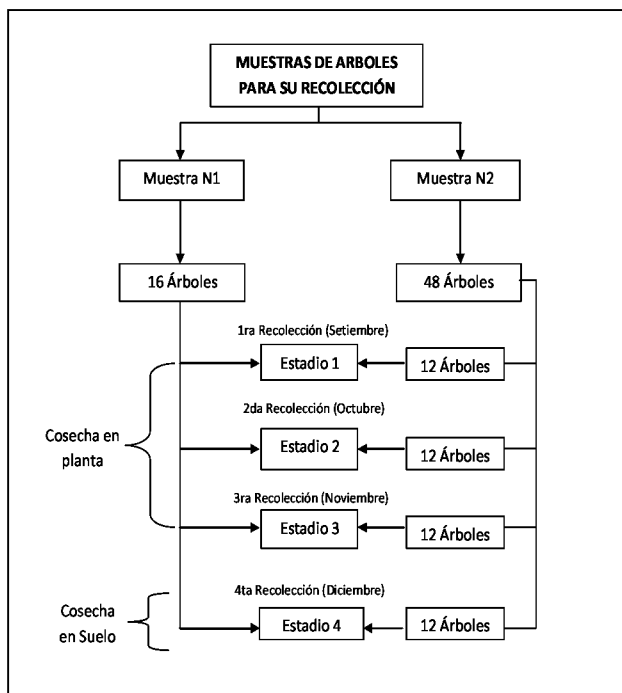 MUESTRAS DE ARBOLES
PARA SU RECOLECCIÓN
Muestra N1
Muestra N2
16 Árboles
48 Árboles
1ra Recolección (Setiembre)
Estadio 1
12 Árboles
2da Recolección (Octubre)
Estadio 2
12 Árboles
Cosecha en
planta
3ra Recolección (Noviembre)
Estadio 3
12 Árboles
4ta Recolección (Diciembre)
Cosecha
en Suelo
Estadio 4
12 Árboles